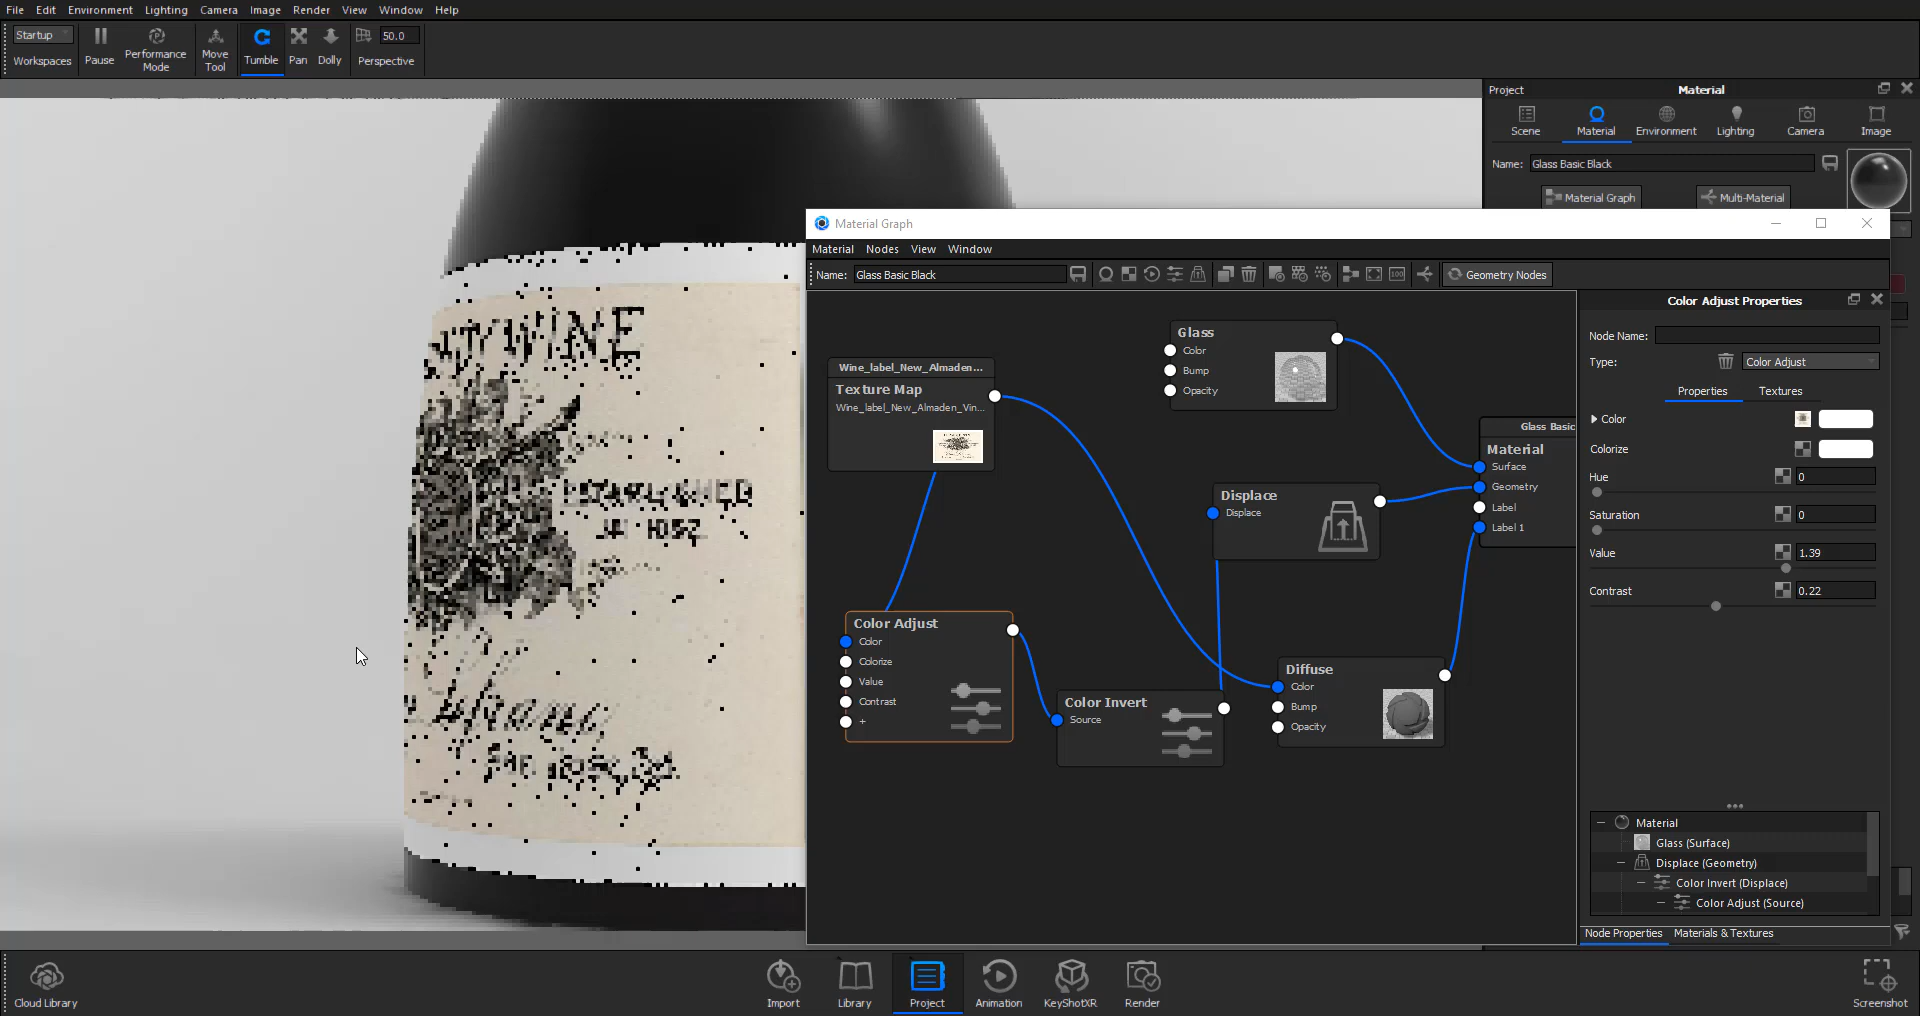 File Edit Environment Lighting Camera Image Render View Window Help
Startup
50.0
Workspaces Pause Performance Mode Move Tool Tumble Pan Dolly Perspective
Project Material
Scene Material Environment Lighting Camera Image
Name: Glass Basic Black
Material Graph Multi-Material
Material Graph
Material Nodes View Window
Name: Glass Basic Black
100
Geometry Nodes
Wine_label_New_Almaden...
Texture Map
Wine_label_New_Almaden_Vin...
Glass
Color
Bump
Opacity
Glass Basic
Material
Surface
Geometry
Label
Label 1
Displace
Displace
Color Adjust
Color
Colorize
Value
Contrast
+
Color Invert
Source
Diffuse
Color
Bump
Opacity
Color Adjust Properties
Node Name:
Type: Color Adjust
Properties Textures
Color
Colorize
Hue 0
Saturation 0
Value 1.39
Contrast 0.22
Material
Glass (Surface)
Displace (Geometry)
Color Invert (Displace)
Color Adjust (Source)
Node Properties Materials & Textures
WINE
ESTABLISHED
IN 1852
Cloud Library Import Library Project Animation KeyShotXR Render Screenshot